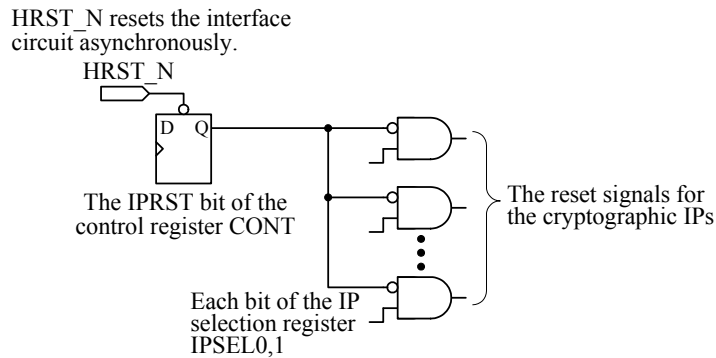 HRST_N resets the interface
circuit asynchronously.
HRST_N
D Q
The IPRST bit of the
control register CONT
The reset signals for
the cryptographic IPs
Each bit of the IP
selection register
IPSEL0,1